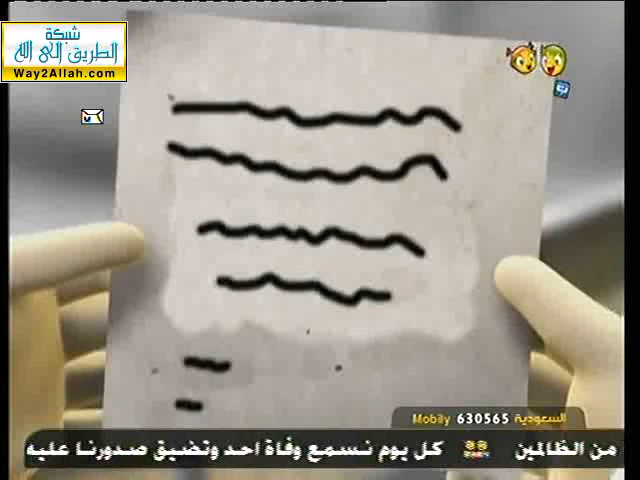 شبكة
الطريق إلى الله
Way2Allah.com
السعودية 630565 Mobily
من الظالمين كل يوم نسمع وفاة احد وتضيق صدورنا عليه